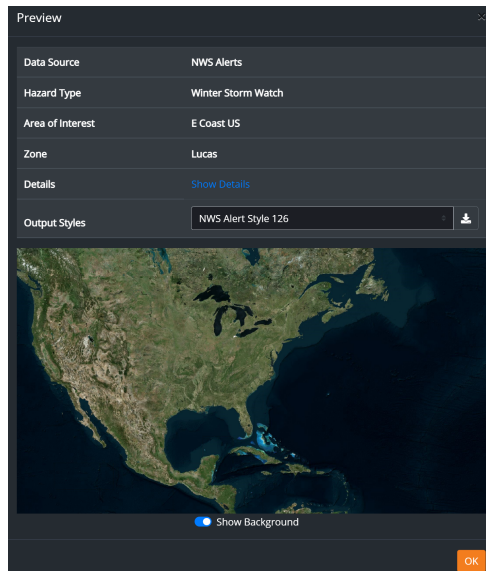 Preview
Data Source NWS Alerts
Hazard Type Winter Storm Watch
Area of Interest E Coast US
Zone Lucas
Details Show Details
Output Styles NWS Alert Style 126
Show Background
OK